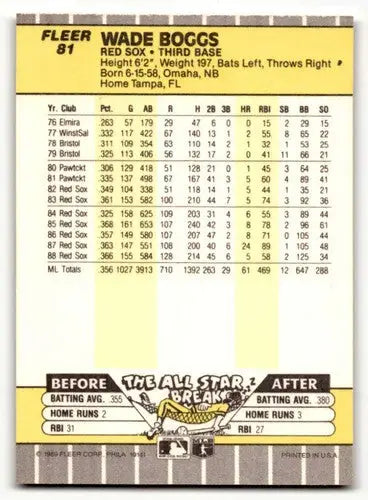 FLEER
81
WADE BOGGS
RED SOX • THIRD BASE
Height 6'2", Weight 197, Bats Left, Throws Right
Born 6-15-58, Omaha, NB
Home Tampa, FL
Yr. Club Pct. G AB R H 2B 3B HR RBI SB BB SO
76 Elmira .263 57 179 29 47 6 0 0 15 2 29 15
77 WinstSal .332 117 422 67 140 13 1 2 55 8 65 22
78 Bristol .311 109 354 63 110 14 2 1 32 1 53 25
79 Bristol .325 113 406 56 132 17 2 0 41 11 66 21
80 Pawtckt .306 129 418 51 128 21 0 1 45 3 64 25
81 Pawtckt .335 137 498 67 167 41 3 5 60 4 89 41
82 Red Sox .349 104 338 51 118 14 1 5 44 1 35 21
83 Red Sox .361 153 582 100 210 44 7 5 74 3 92 36
84 Red Sox .325 158 625 109 203 31 4 6 55 3 89 44
85 Red Sox .368 161 653 107 240 42 3 8 78 2 96 61
86 Red Sox .357 149 580 107 207 47 2 8 71 0 105 44
87 Red Sox .363 147 551 108 200 40 6 24 89 1 105 48
88 Red Sox .366 155 584 128 214 45 6 5 58 2 125 34
ML Totals .356 1027 3913 710 1392 263 29 61 469 12 647 288
BEFORE THE ALL STAR BREAK AFTER
BATTING AVG. .355 BATTING AVG. .380
HOME RUNS 2 HOME RUNS 3
RBI 31 RBI 27
© 1989 FLEER CORP. PHILA. 19141 PRINTED IN U.S.A.